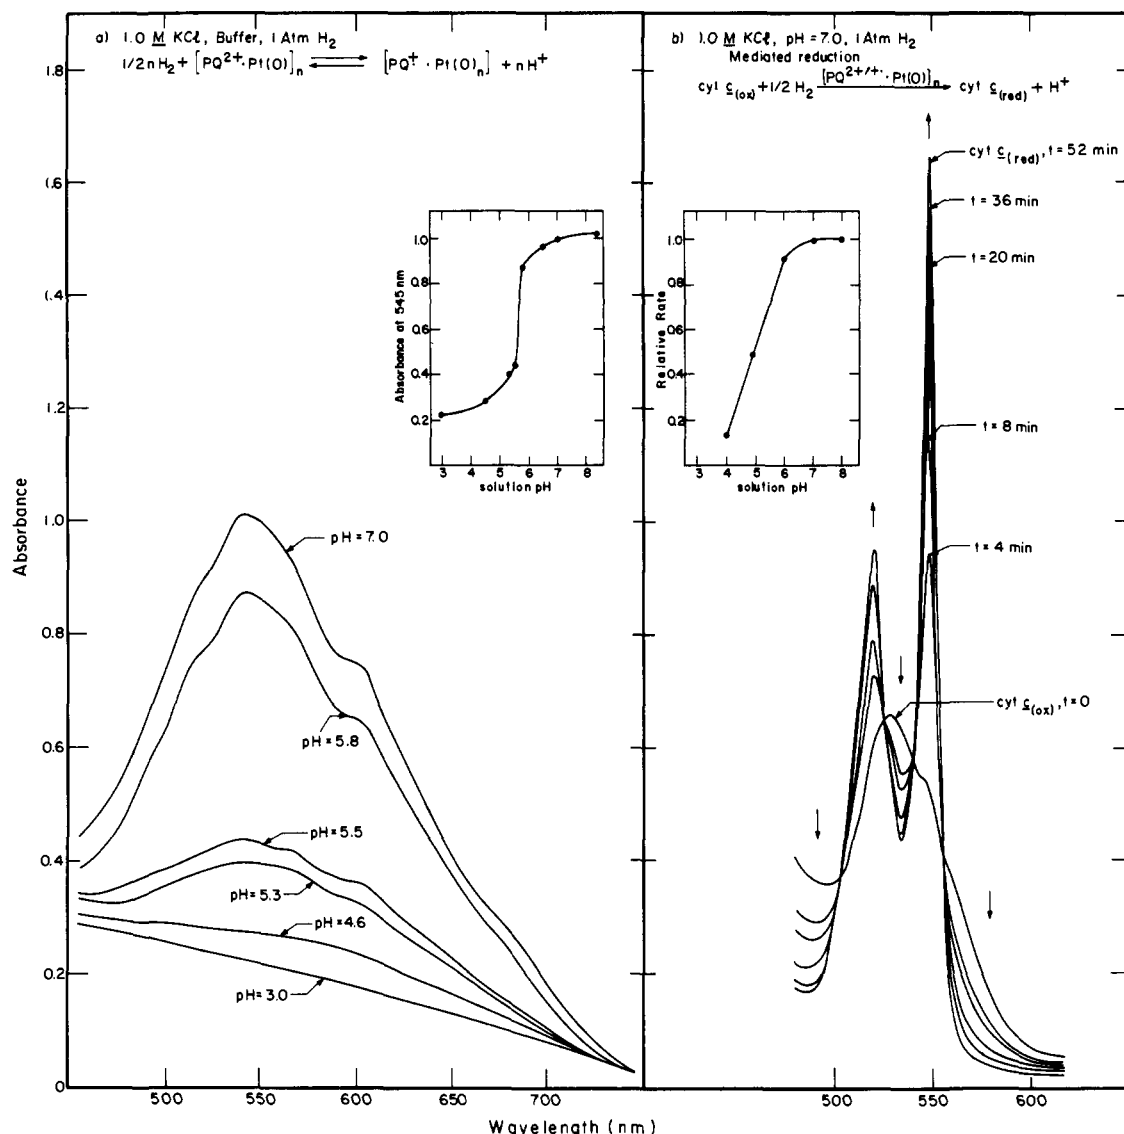 a) 1.0 M KCℓ, Buffer, 1 Atm H₂
1/2 n H₂ + [PQ²⁺·Pt(0)]ₙ ⇌ [PQ⁺·Pt(0)ₙ] + nH⁺
b) 1.0 M KCℓ, pH = 7.0, 1 Atm H₂
Mediated reduction
cyt c(ox) + 1/2 H₂ [PQ²⁺/⁺·Pt(0)]ₙ → cyt c(red) + H⁺
Absorbance
1.8
1.6
1.4
1.2
1.0
0.8
0.6
0.4
0.2
0
Absorbance at 545 nm
1.0
0.8
0.6
0.4
0.2
3 4 5 6 7 8
solution pH
Relative Rate
1.0
0.8
0.6
0.4
0.2
3 4 5 6 7 8
solution pH
pH = 7.0
pH = 5.8
pH = 5.5
pH = 5.3
pH = 4.6
pH = 3.0
cyt c(red), t = 52 min
t = 36 min
t = 20 min
t = 8 min
t = 4 min
cyt c(ox), t = 0
500 550 600 700
500 550 600
Wavelength (nm)